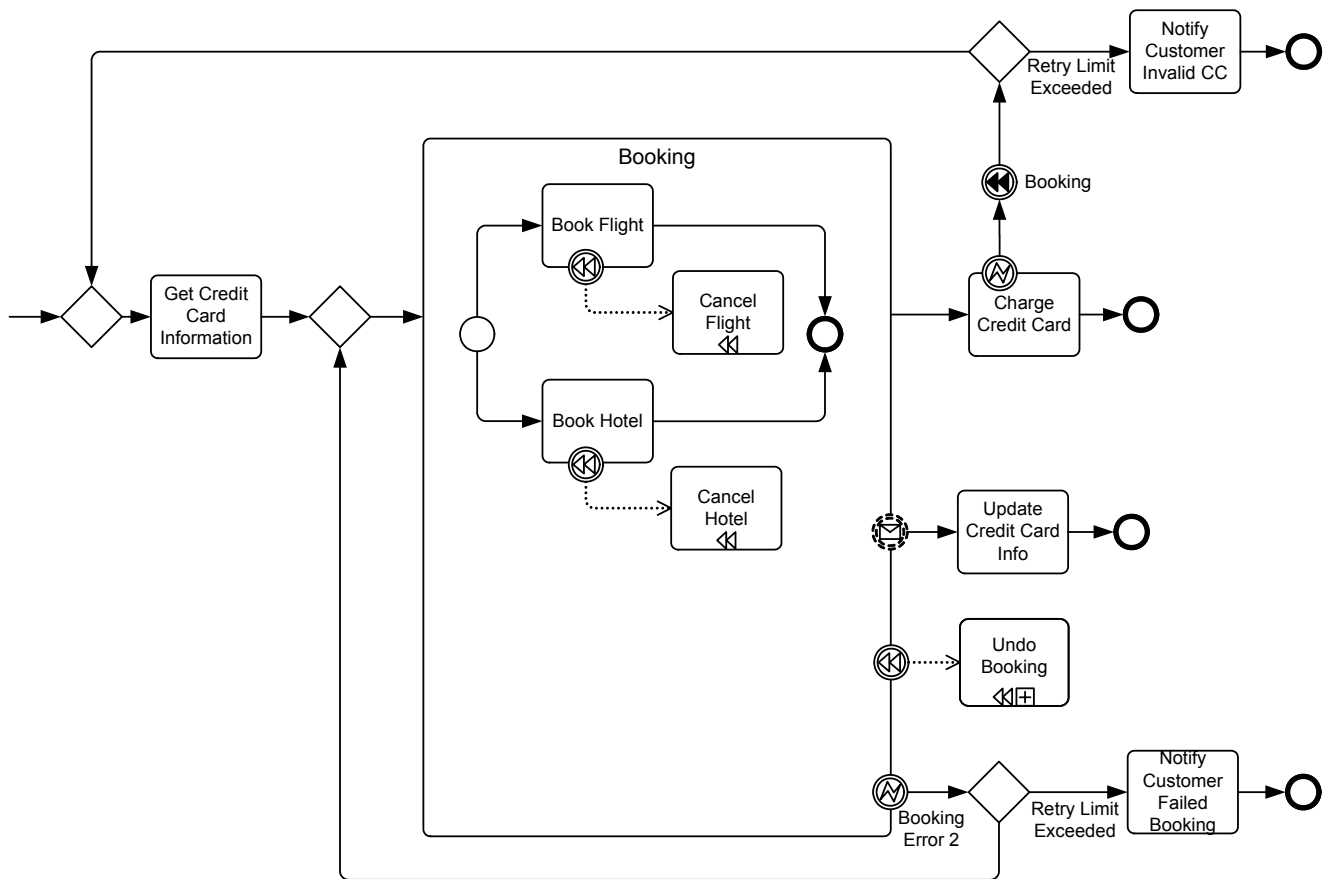 Notify
Customer
Invalid CC
Retry Limit
Exceeded
Booking
Booking
Book Flight
Get Credit
Card
Information
Cancel
Flight
Charge
Credit Card
Book Hotel
Cancel
Hotel
Update
Credit Card
Info
Undo
Booking
Notify
Customer
Failed
Booking
Retry Limit
Exceeded
Booking
Error 2